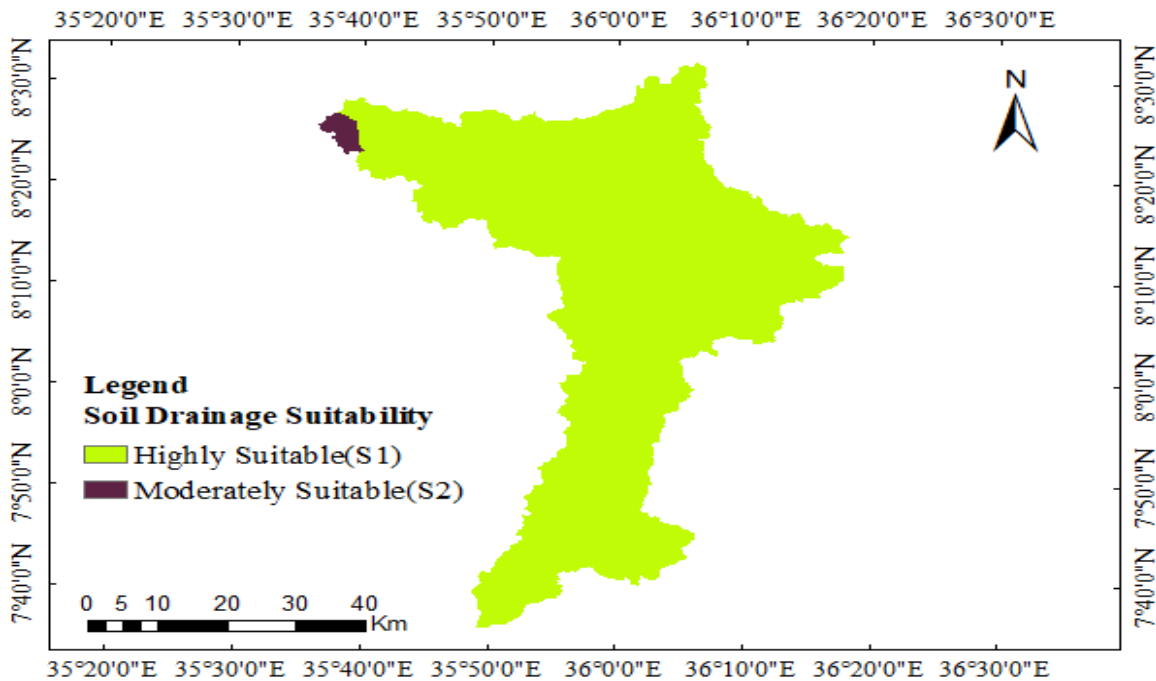 35°20'0"E 35°30'0"E 35°40'0"E 35°50'0"E 36°0'0"E 36°10'0"E 36°20'0"E 36°30'0"E
8°30'0"N
8°20'0"N
8°10'0"N
8°0'0"N
7°50'0"N
7°40'0"N
N
8°30'0"N
8°20'0"N
8°10'0"N
8°0'0"N
7°50'0"N
7°40'0"N
Legend
Soil Drainage Suitability
Highly Suitable(S1)
Moderately Suitable(S2)
0 5 10 20 30 40
Km
35°20'0"E 35°30'0"E 35°40'0"E 35°50'0"E 36°0'0"E 36°10'0"E 36°20'0"E 36°30'0"E